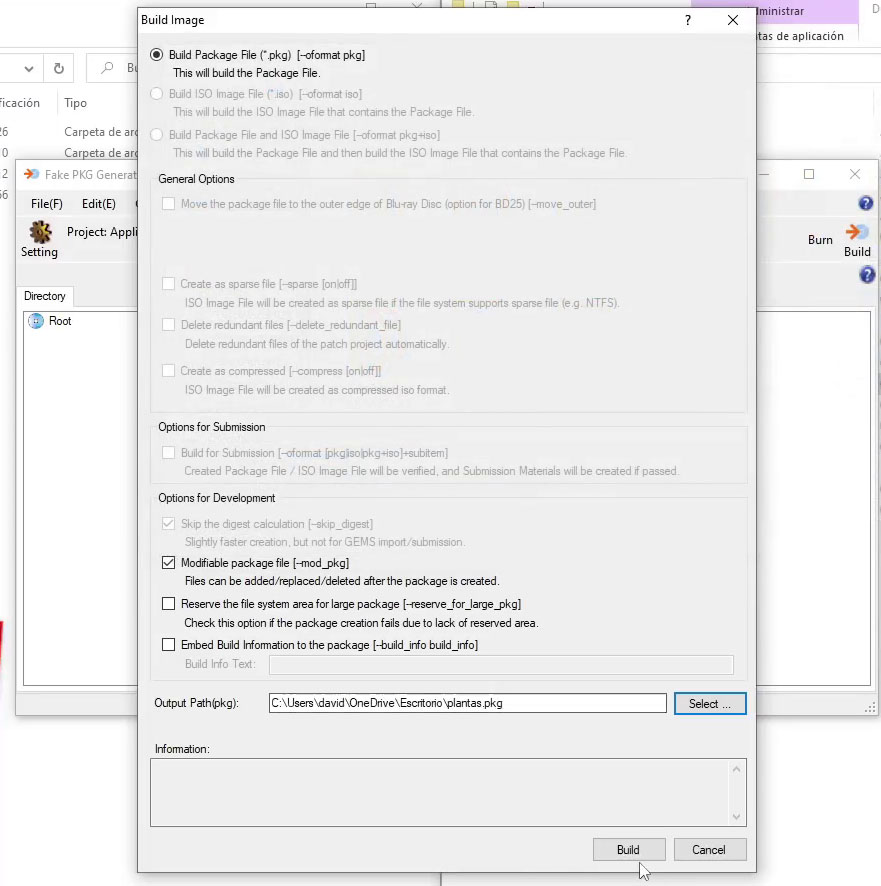 Build Image
?
Administrar
tas de aplicación
Build Package File (*.pkg) [--oformat pkg]
This will build the Package File.
Build ISO Image File (*.iso) [--oformat iso]
This will build the ISO Image File that contains the Package File.
Build Package File and ISO Image File [--oformat pkg+iso]
This will build the Package File and then build the ISO Image File that contains the Package File.
Bu
ficación
Tipo
26
Carpeta de arc
0
Carpeta de arc
12
56
Fake PKG Generat
File(F)
Edit(E)
Setting
Project: Appli
Burn
Build
Directory
Root
General Options
Move the package file to the outer edge of Blu-ray Disc (option for BD25) [--move_outer]
Create as sparse file [--sparse [on|off]]
ISO Image File will be created as sparse file if the file system supports sparse file (e.g. NTFS).
Delete redundant files [--delete_redundant_file]
Delete redundant files of the patch project automatically.
Create as compressed [--compress [on|off]]
ISO Image File will be created as compressed iso format.
Options for Submission
Build for Submission [--oformat [pkg|iso|pkg+iso]+subitem]
Created Package File / ISO Image File will be verified, and Submission Materials will be created if passed.
Options for Development
Skip the digest calculation [--skip_digest]
Slightly faster creation, but not for GEMS import/submission.
Modifiable package file [--mod_pkg]
Files can be added/replaced/deleted after the package is created.
Reserve the file system area for large package [--reserve_for_large_pkg]
Check this option if the package creation fails due to lack of reserved area.
Embed Build Information to the package [--build_info build_info]
Build Info Text:
Output Path(pkg):
C:\Users\david\OneDrive\Escritorio\plantas.pkg
Select ...
Information:
Build
Cancel